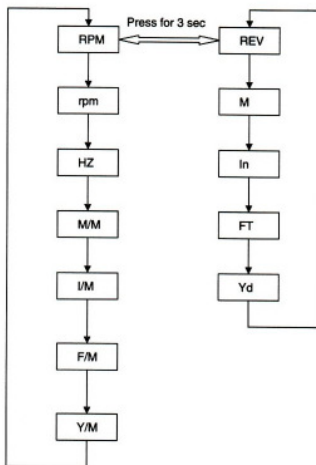 Press for 3 sec
RPM
REV
rpm
M
HZ
In
M/M
FT
I/M
Yd
F/M
Y/M